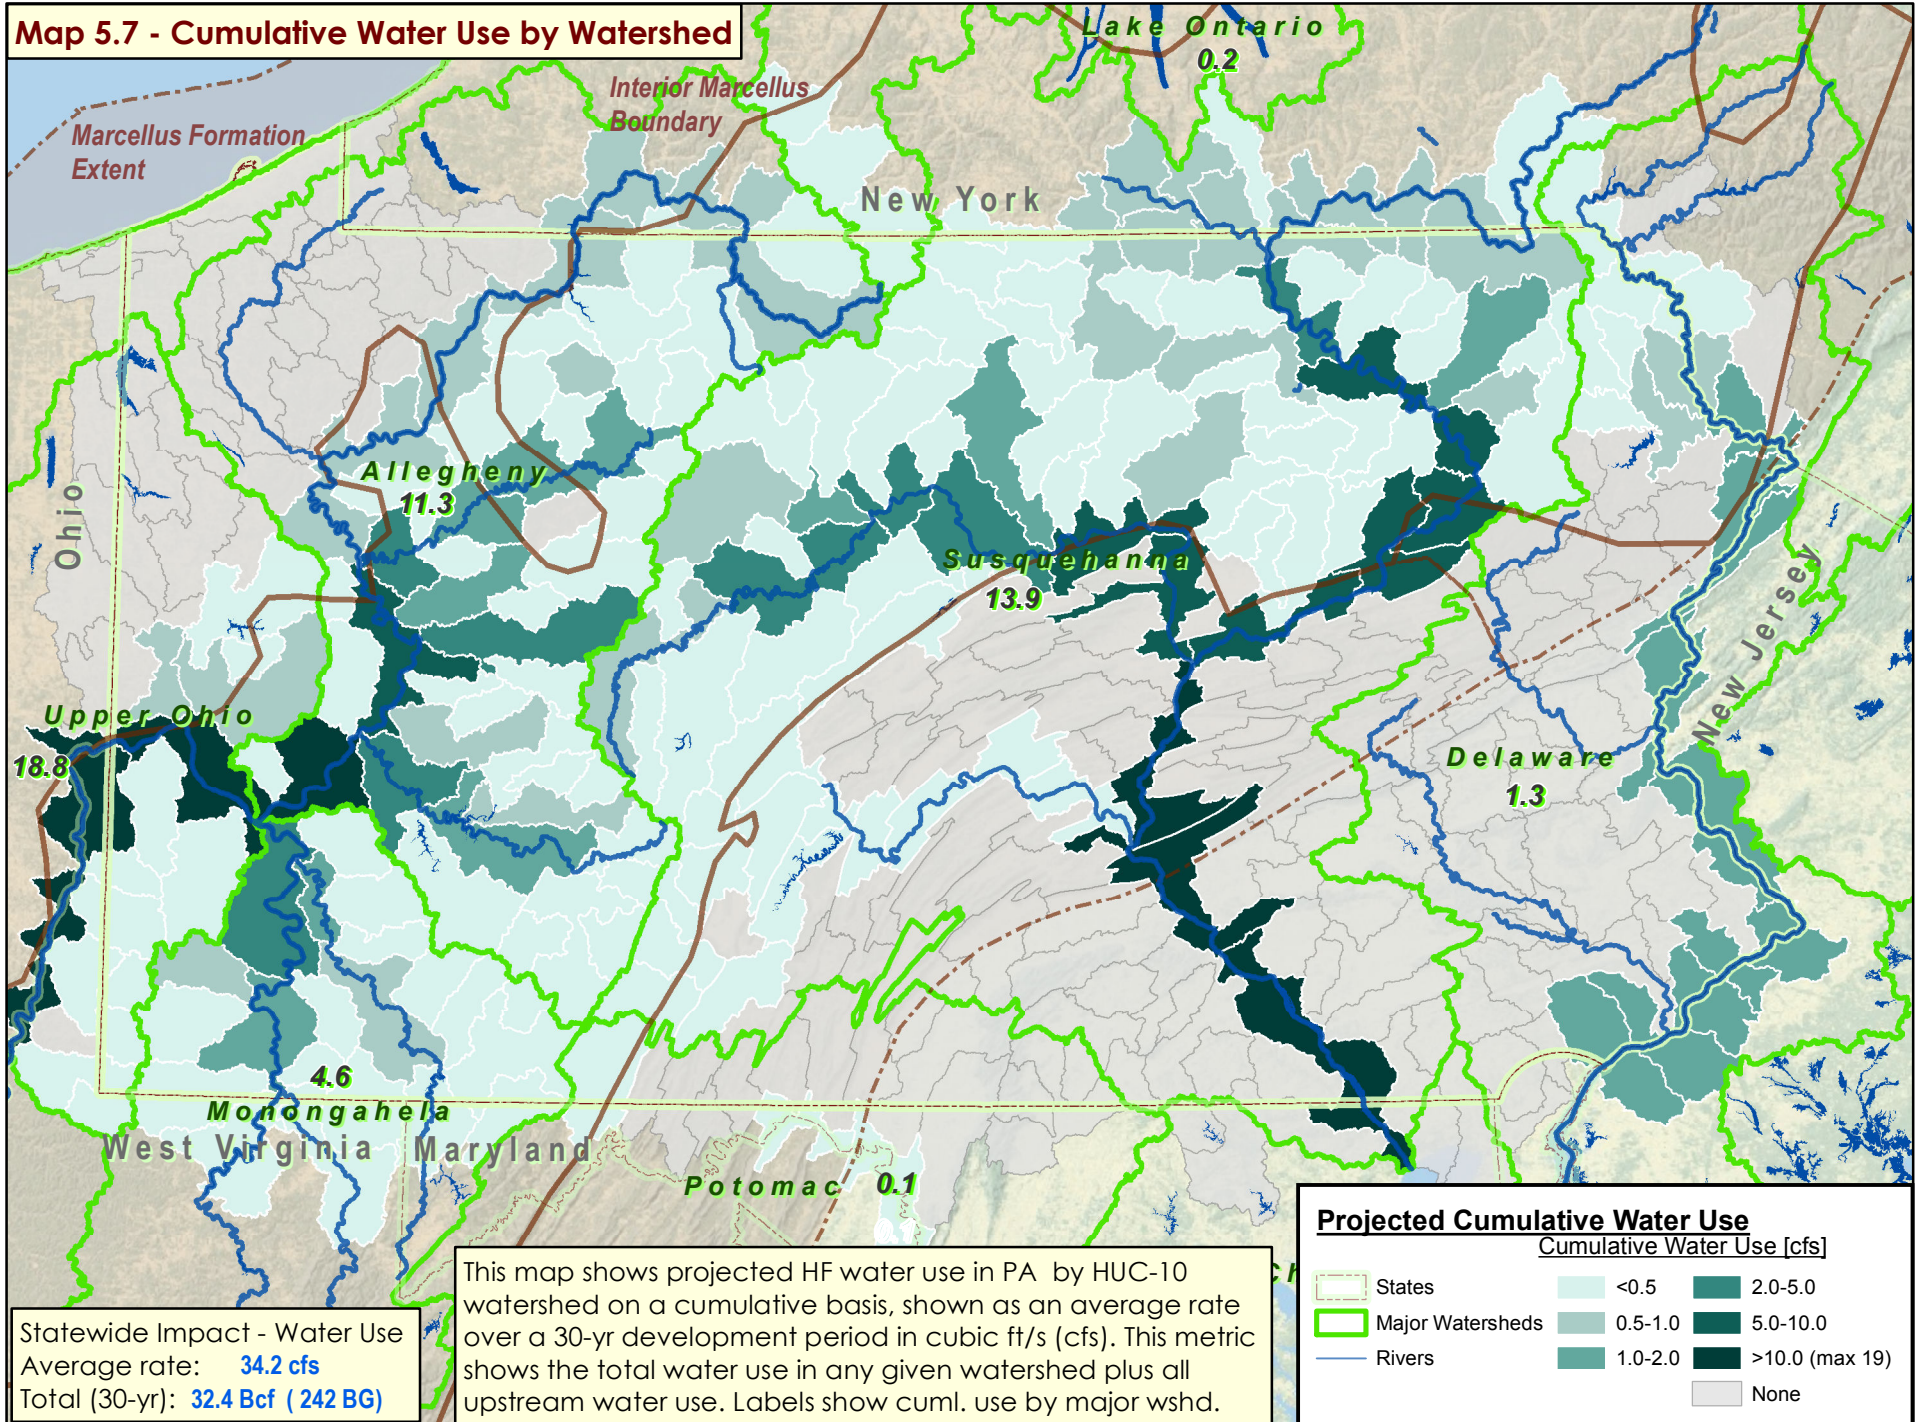 Map 5.7 - Cumulative Water Use by Watershed
Lake Ontario
0.2
Interior Marcellus
Boundary
Marcellus Formation
Extent
New York
Allegheny
11.3
Ohio
Susquehanna
13.9
New Jersey
Upper Ohio
18.8
Delaware
1.3
4.6
Monongahela
West Virginia
Maryland
Potomac 0.1
Statewide Impact - Water Use
Average rate: 34.2 cfs
Total (30-yr): 32.4 Bcf ( 242 BG)
This map shows projected HF water use in PA by HUC-10
watershed on a cumulative basis, shown as an average rate
over a 30-yr development period in cubic ft/s (cfs). This metric
shows the total water use in any given watershed plus all
upstream water use. Labels show cuml. use by major wshd.
Projected Cumulative Water Use
Cumulative Water Use [cfs]
States
Major Watersheds
Rivers
<0.5
0.5-1.0
1.0-2.0
2.0-5.0
5.0-10.0
>10.0 (max 19)
None